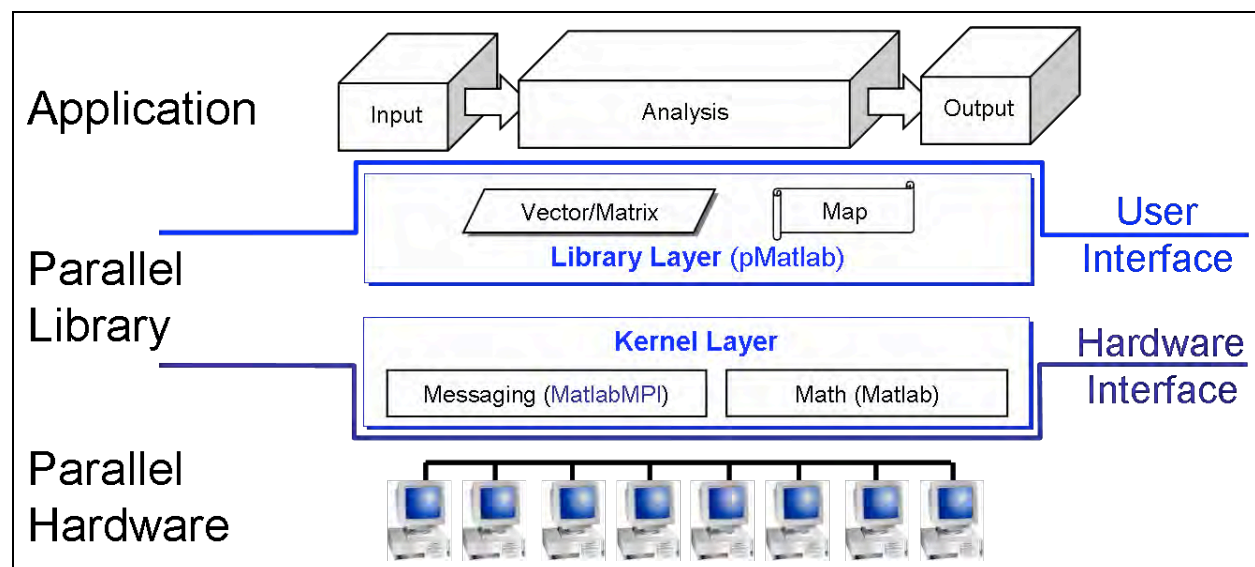 Application
Input
Analysis
Output
Vector/Matrix
Map
Library Layer (pMatlab)
User
Interface
Parallel
Library
Kernel Layer
Messaging (MatlabMPI)
Math (Matlab)
Hardware
Interface
Parallel
Hardware